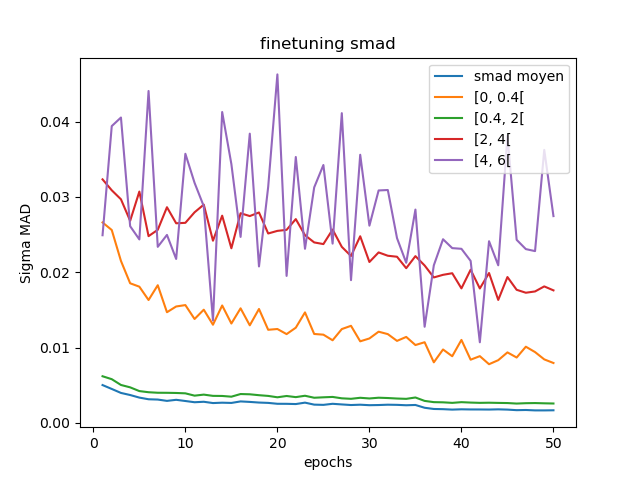 finetuning smad
smad moyen
[0, 0.4[
[0.4, 2[
[2, 4[
[4, 6[
Sigma MAD
0.04
0.03
0.02
0.01
0.00
0 10 20 30 40 50
epochs